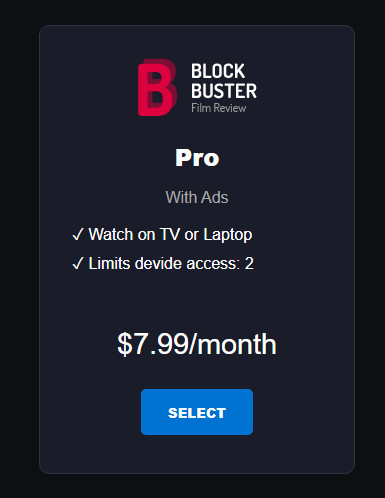 BLOCK
BUSTER
Film Review
Pro
With Ads
✓ Watch on TV or Laptop
✓ Limits devide access: 2
$7.99/month
SELECT